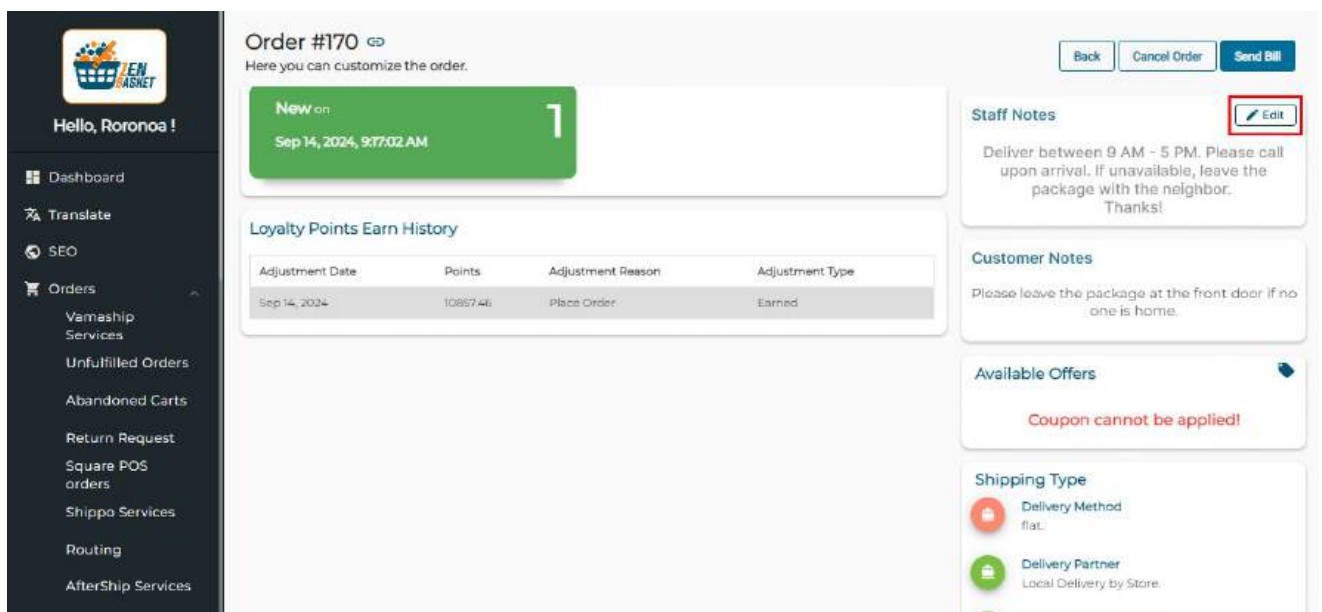 ZEN
BASKET
Hello, Roronoa !
Dashboard
Translate
SEO
Orders
Vamaship
Services
Unfulfilled Orders
Abandoned Carts
Return Request
Square POS
orders
Shippo Services
Routing
AfterShip Services
Order #170
Here you can customize the order.
Back
Cancel Order
Send Bill
New on
1
Sep 14, 2024, 9:17:02 AM
Loyalty Points Earn History
Adjustment Date Points Adjustment Reason Adjustment Type
Sep 14, 2024 10857.46 Place Order Earned
Staff Notes
Edit
Deliver between 9 AM - 5 PM. Please call
upon arrival. If unavailable, leave the
package with the neighbor.
Thanks!
Customer Notes
Please leave the package at the front door if no
one is home.
Available Offers
Coupon cannot be applied!
Shipping Type
Delivery Method
flat.
Delivery Partner
Local Delivery by Store.